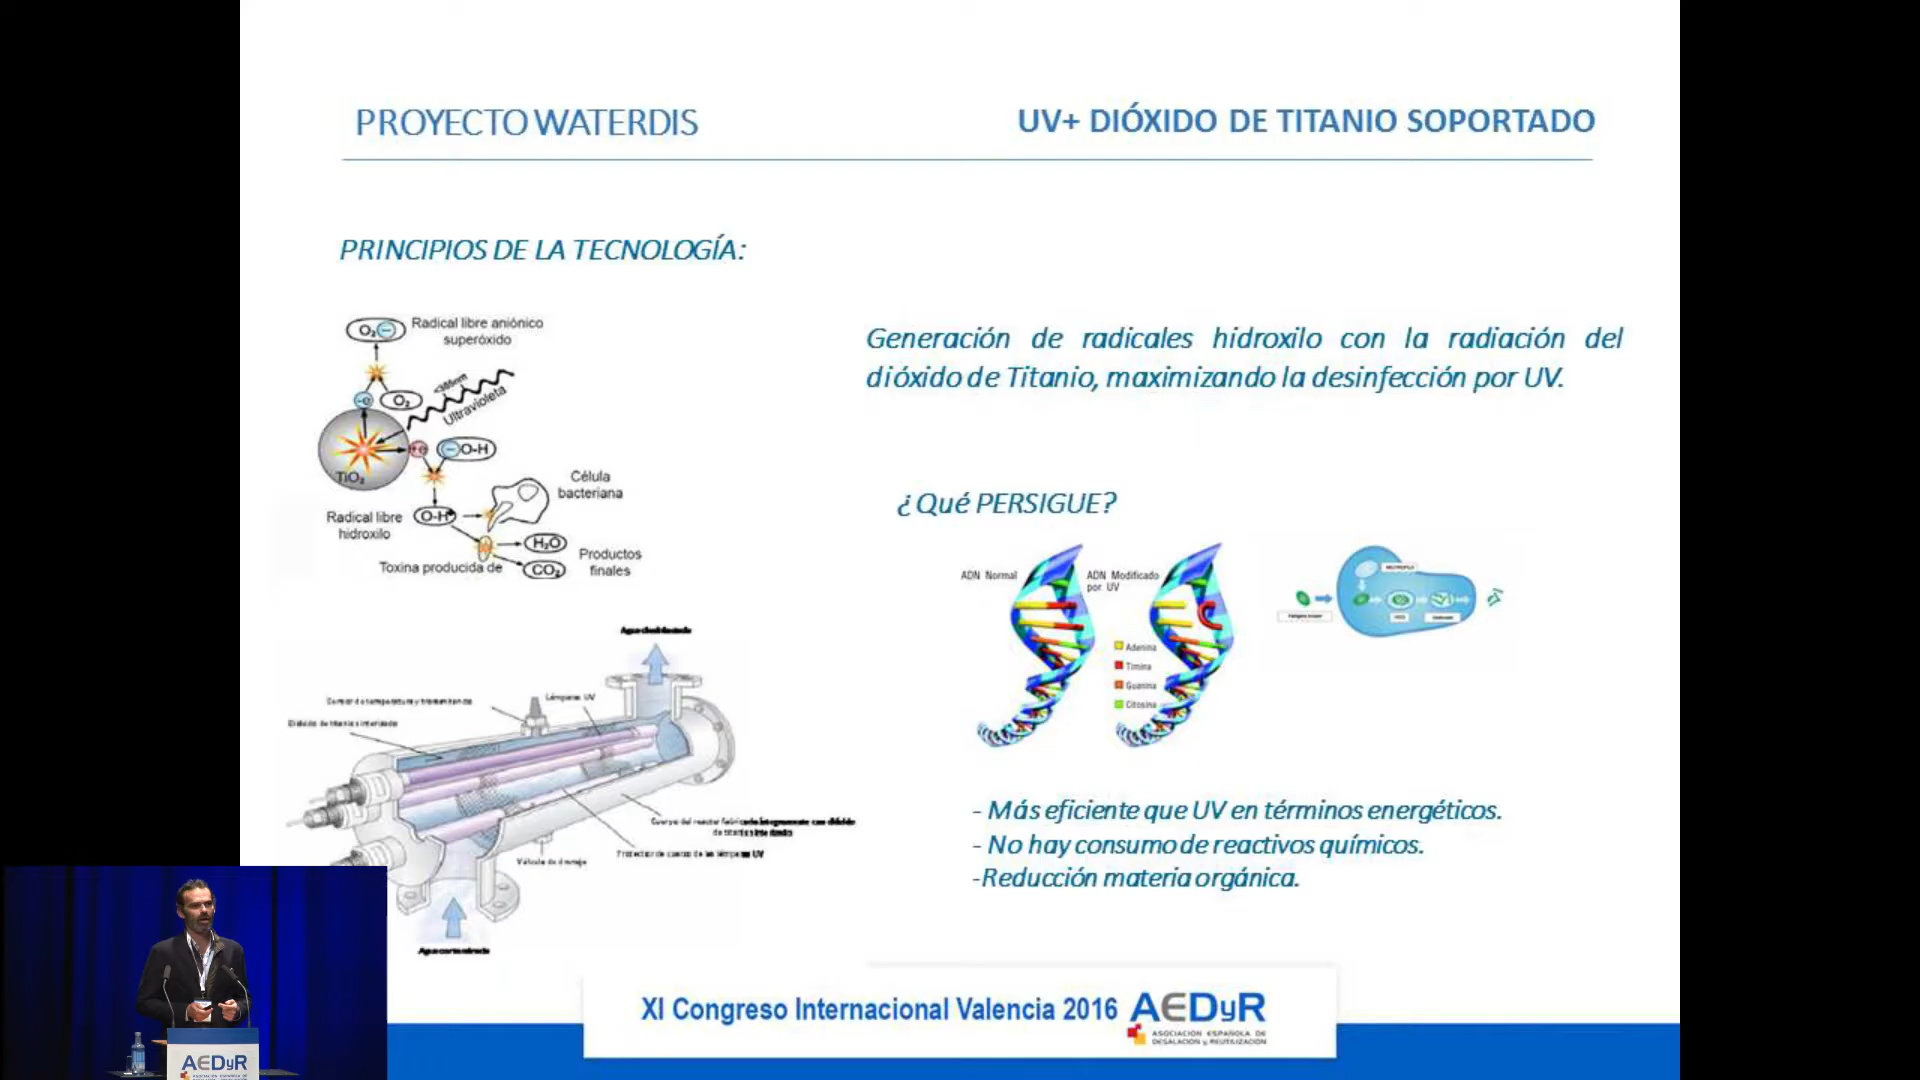 PROYECTO WATERDIS
UV+ DIÓXIDO DE TITANIO SOPORTADO
PRINCIPIOS DE LA TECNOLOGÍA:
O₂ −
Radical libre aniónico
superóxido
-e
O₂
Ultravioleta
TiO₂
+e
− O-H
Célula
bacteriana
Radical libre
hidroxilo
O-H
H₂O
Productos
finales
Toxina producida de
CO₂
Generación de radicales hidroxilo con la radiación del
dióxido de Titanio, maximizando la desinfección por UV.
¿Qué PERSIGUE?
ADN Normal
ADN Modificado
por UV
Adenina
Timina
Guanina
Citosina
Lámparas UV
Válvula de drenaje
- Más eficiente que UV en términos energéticos.
- No hay consumo de reactivos químicos.
-Reducción materia orgánica.
XI Congreso Internacional Valencia 2016
AEDyR
ASOCIACIÓN ESPAÑOLA DE
DESALACIÓN y REUTILIZACIÓN
AEDyR